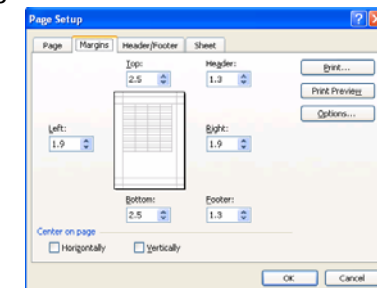 Page Setup
Page Margins Header/Footer Sheet
Top: Header:
2.5 1.3
Print...
Print Preview
Options...
Left: Right:
1.9 1.9
Bottom: Footer:
2.5 1.3
Center on page
Horizontally Vertically
OK Cancel